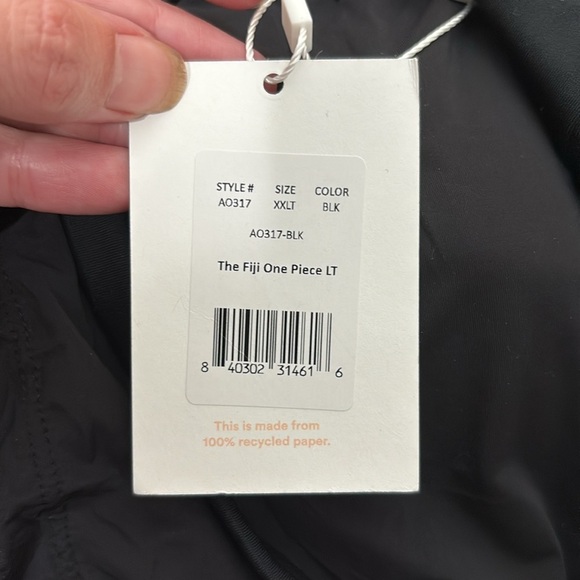 STYLE # SIZE COLOR
AO317 XXLT BLK
AO317-BLK
The Fiji One Piece LT
8 40302 31461 6
This is made from
100% recycled paper.